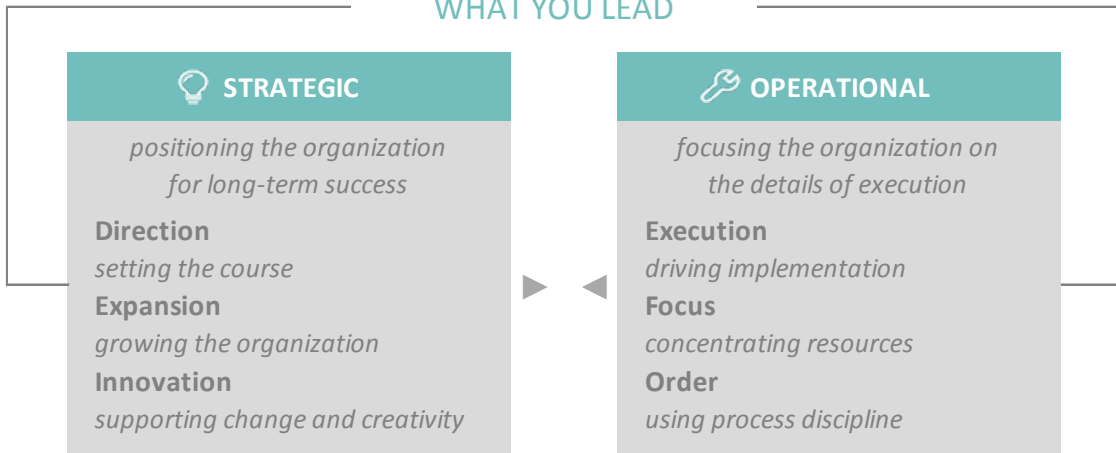 WHAT YOU LEAD
STRATEGIC
positioning the organization
for long-term success
Direction
setting the course
Expansion
growing the organization
Innovation
supporting change and creativity
OPERATIONAL
focusing the organization on
the details of execution
Execution
driving implementation
Focus
concentrating resources
Order
using process discipline